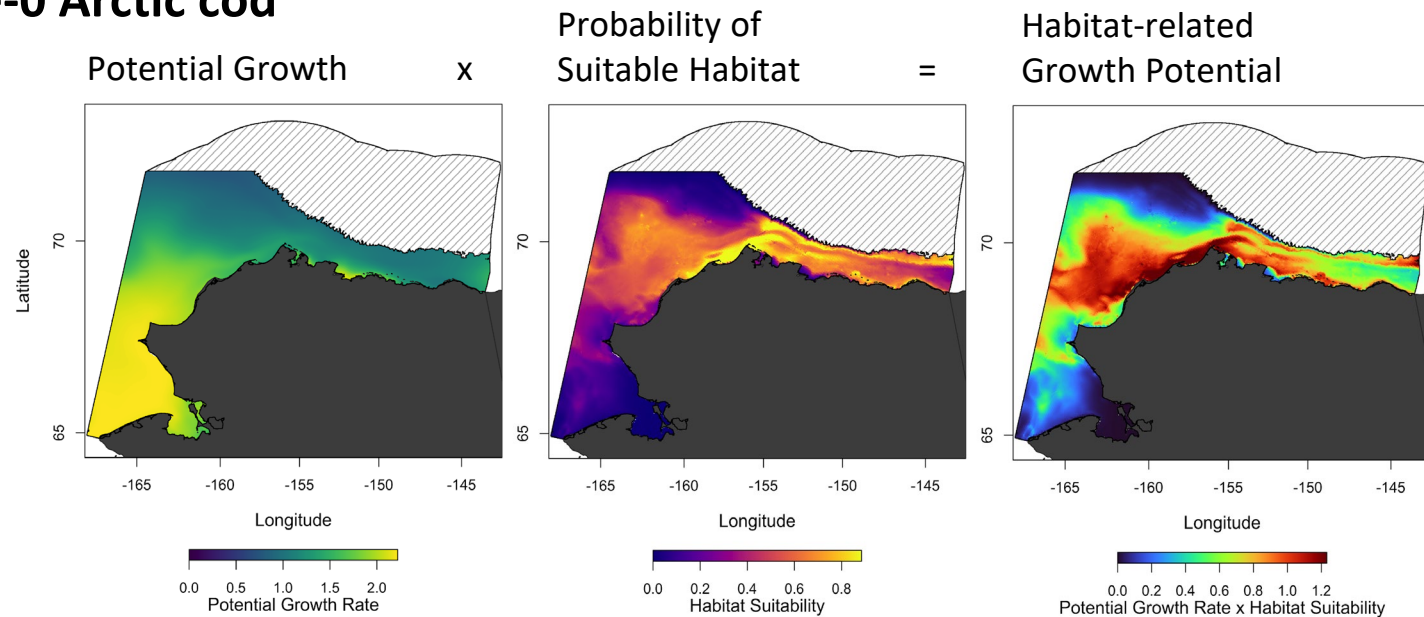 -0 Arctic cod
Potential Growth x
Probability of
Suitable Habitat =
Habitat-related
Growth Potential
Latitude
70
65
-165 -160 -155 -150 -145
Longitude
0.0 0.5 1.0 1.5 2.0
Potential Growth Rate
70
65
-165 -160 -155 -150 -145
Longitude
0.0 0.2 0.4 0.6 0.8
Habitat Suitability
70
65
-165 -160 -155 -150 -145
Longitude
0.0 0.2 0.4 0.6 0.8 1.0 1.2
Potential Growth Rate x Habitat Suitability